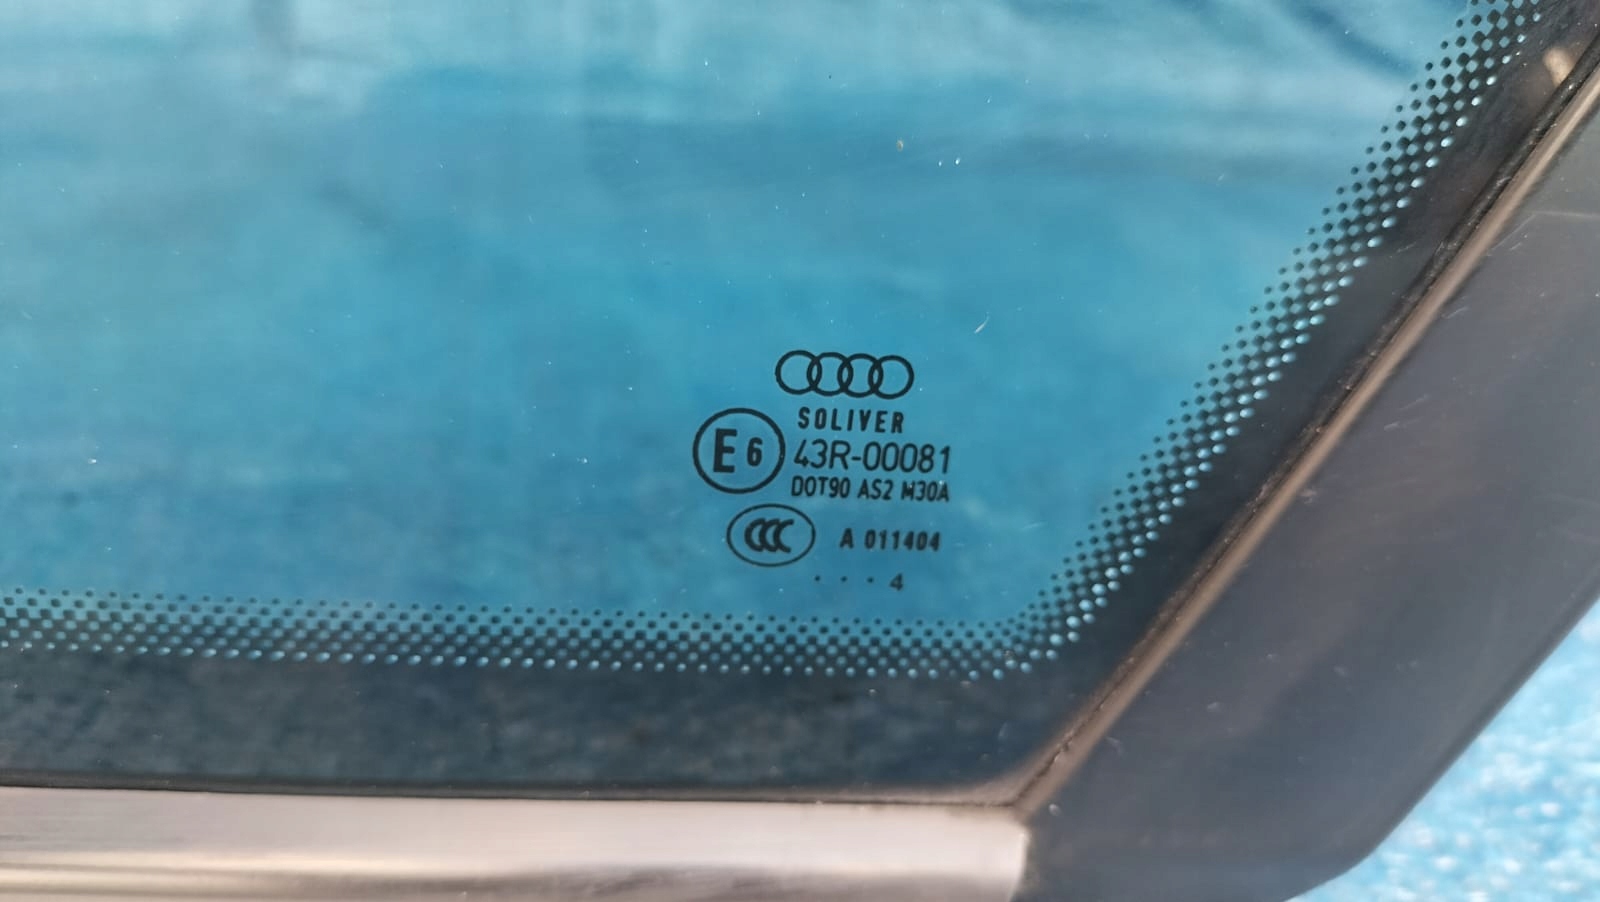 SOLIVER
E6 43R-00081
DOT90 AS2 M30A
CCC A 011404
. . . 4